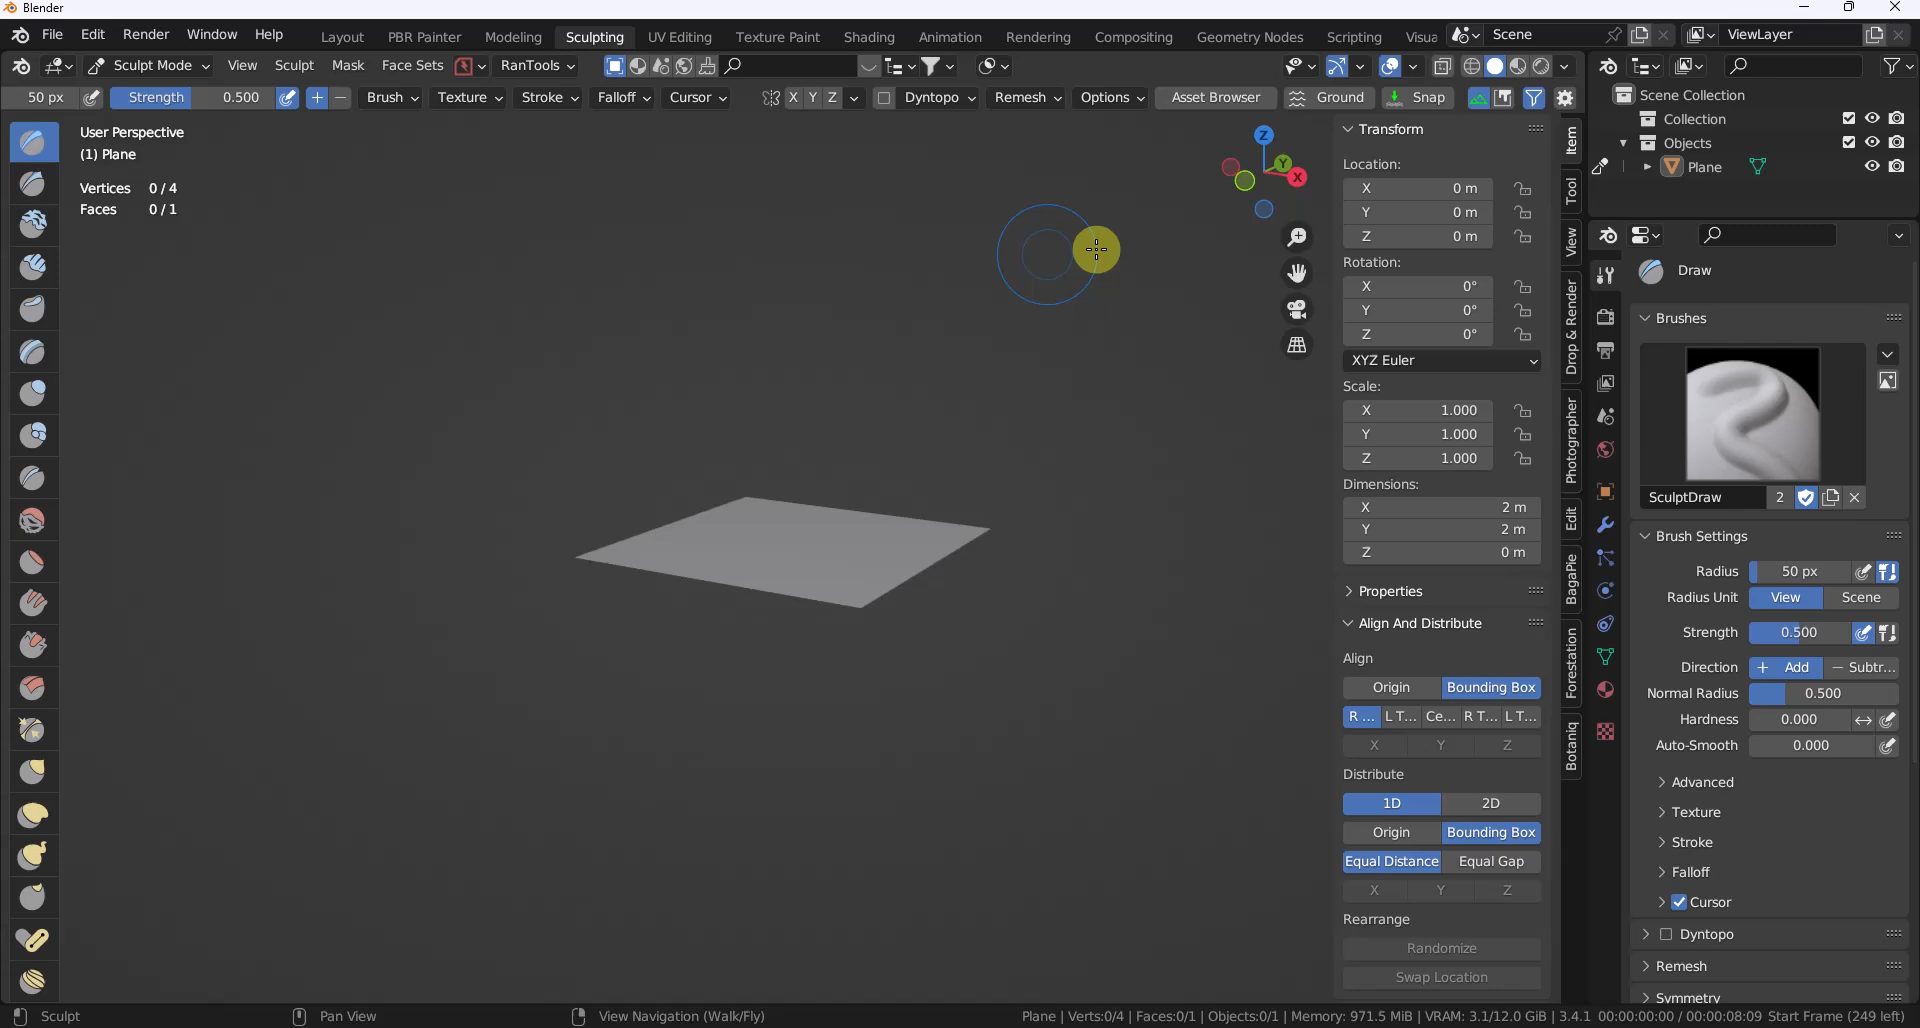 Blender
File Edit Render Window Help Layout PBR Painter Modeling Sculpting UV Editing Texture Paint Shading Animation Rendering Compositing Geometry Nodes Scripting Visua Scene ViewLayer
Sculpt Mode View Sculpt Mask Face Sets RanTools
50 px Strength 0.500 Brush Texture Stroke Falloff Cursor X Y Z Dyntopo Remesh Options Asset Browser Ground Snap
User Perspective
(1) Plane
Vertices 0/4
Faces 0/1
Z
Y
X
Transform
Location:
X 0 m
Y 0 m
Z 0 m
Rotation:
X 0°
Y 0°
Z 0°
XYZ Euler
Scale:
X 1.000
Y 1.000
Z 1.000
Dimensions:
X 2 m
Y 2 m
Z 0 m
Properties
Align And Distribute
Align
Origin Bounding Box
R ... L T... Ce... R T... L T...
X Y Z
Distribute
1D 2D
Origin Bounding Box
Equal Distance Equal Gap
X Y Z
Rearrange
Randomize
Swap Location
Item
Tool
View
Drop & Render
Photographer
Edit
BagaPie
Forestation
Botaniq
Scene Collection
Collection
Objects
Plane
Draw
Brushes
SculptDraw 2
Brush Settings
Radius 50 px
Radius Unit View Scene
Strength 0.500
Direction + Add − Subtr...
Normal Radius 0.500
Hardness 0.000
Auto-Smooth 0.000
Advanced
Texture
Stroke
Falloff
Cursor
Dyntopo
Remesh
Symmetry
Sculpt Pan View View Navigation (Walk/Fly) Plane | Verts:0/4 | Faces:0/1 | Objects:0/1 | Memory: 971.5 MiB | VRAM: 3.1/12.0 GiB | 3.4.1 00:00:00:00 / 00:00:08:09 Start Frame (249 left)